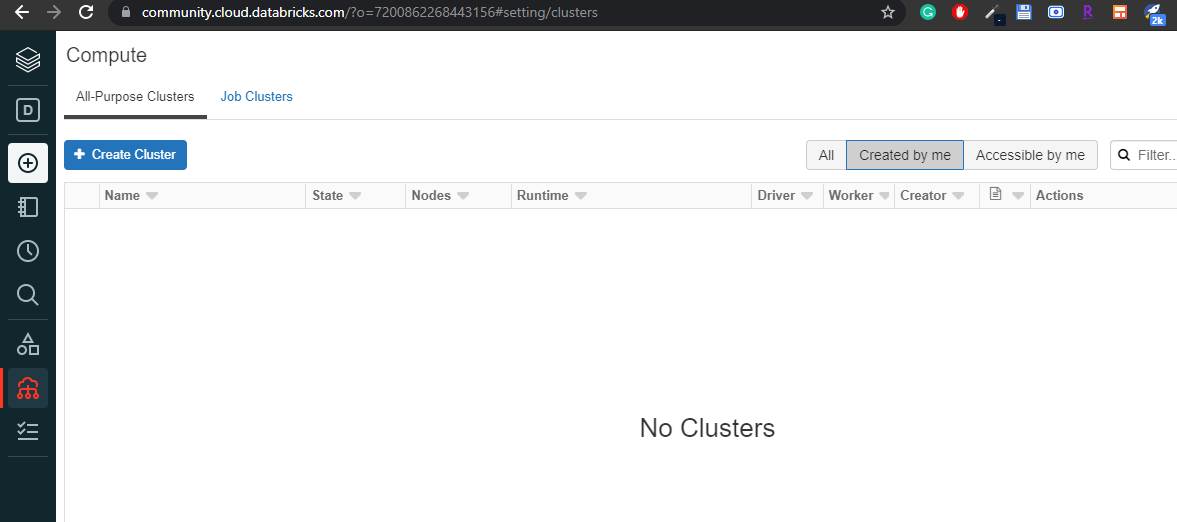 community.cloud.databricks.com/?o=7200862268443156#setting/clusters
G
R
2k
Compute
D
All-Purpose Clusters Job Clusters
+ Create Cluster All Created by me Accessible by me Filter..
Name State Nodes Runtime Driver Worker Creator Actions
No Clusters